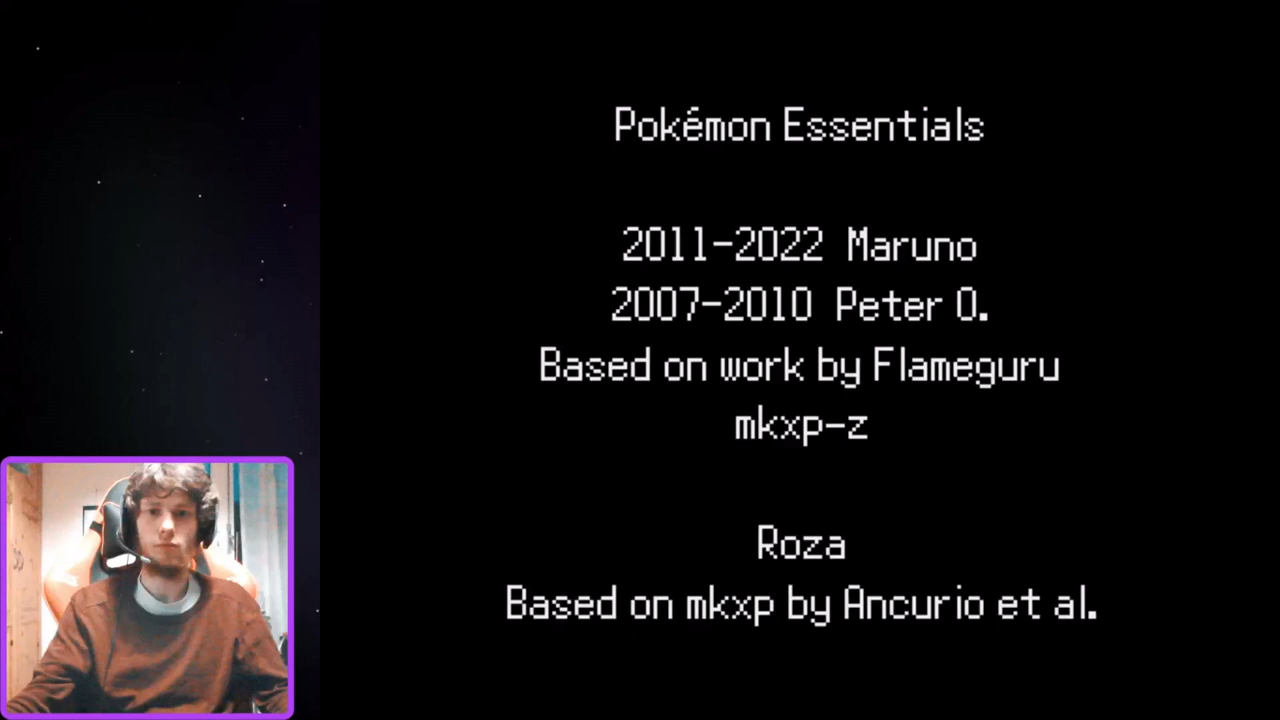 Pokémon Essentials
2011-2022 Maruno
2007-2010 Peter O.
Based on work by Flameguru
mkxp-z
Roza
Based on mkxp by Ancurio et al.